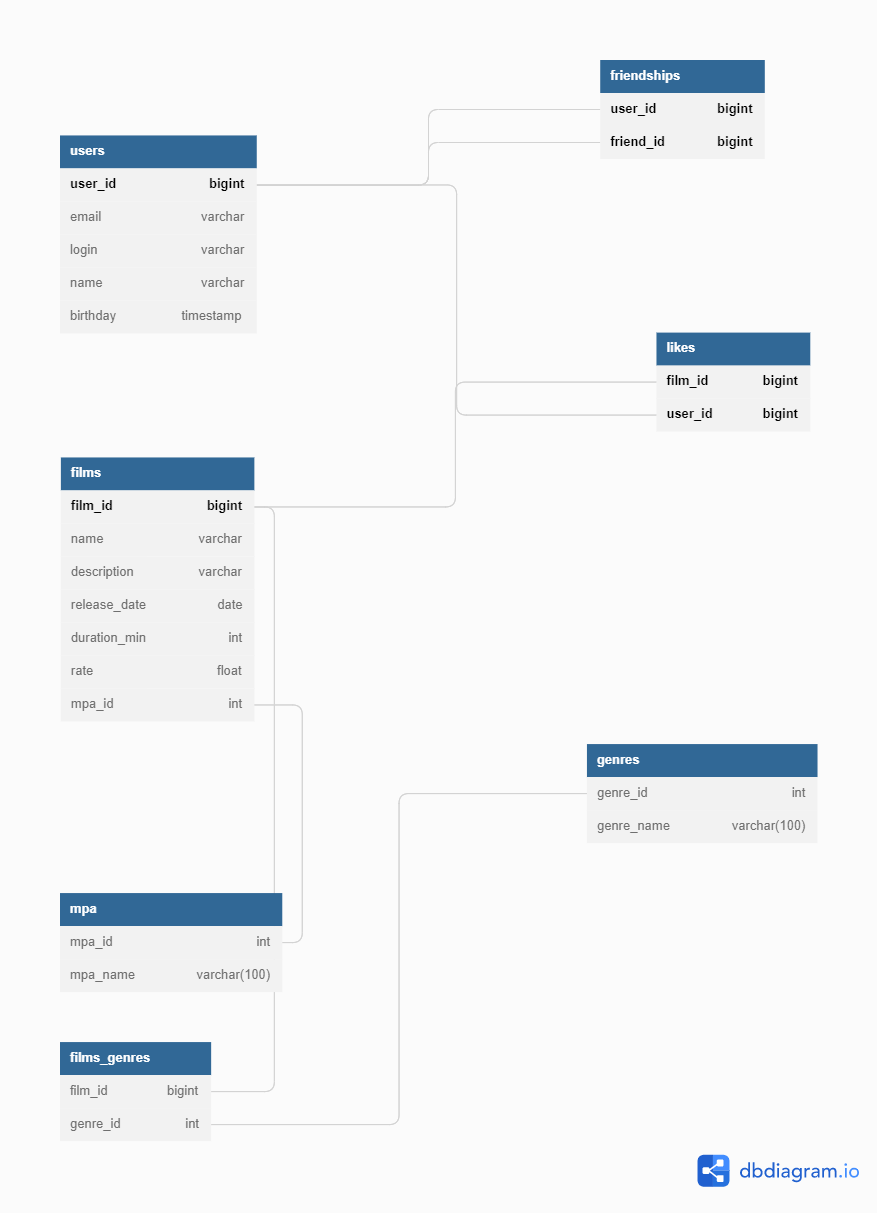 friendships
user_id bigint
friend_id bigint
users
user_id bigint
email varchar
login varchar
name varchar
birthday timestamp
likes
film_id bigint
user_id bigint
films
film_id bigint
name varchar
description varchar
release_date date
duration_min int
rate float
mpa_id int
genres
genre_id int
genre_name varchar(100)
mpa
mpa_id int
mpa_name varchar(100)
films_genres
film_id bigint
genre_id int
dbdiagram.io